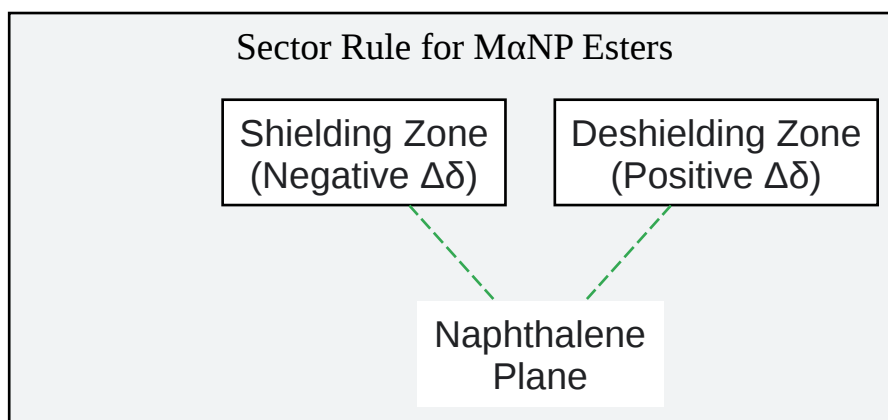 Sector Rule for MαNP Esters
Shielding Zone
(Negative Δδ)
Deshielding Zone
(Positive Δδ)
Naphthalene
Plane